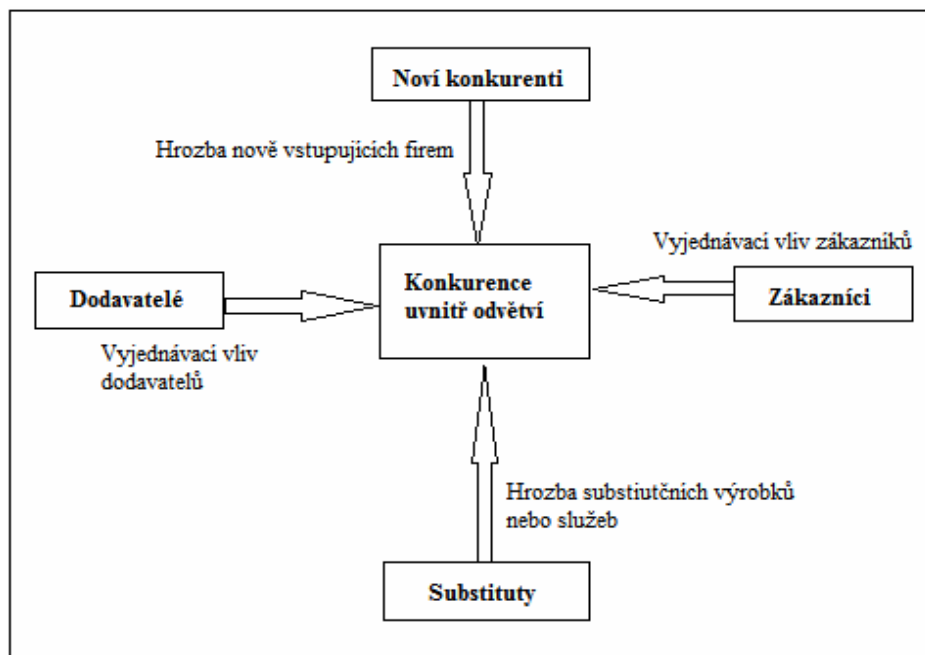 Noví konkurenti
Hrozba nově vstupujících firem
Vyjednávací vliv zákazníků
Dodavatelé
Konkurence
uvnitř odvětví
Zákazníci
Vyjednávací vliv
dodavatelů
Hrozba substiutčních výrobků
nebo služeb
Substituty